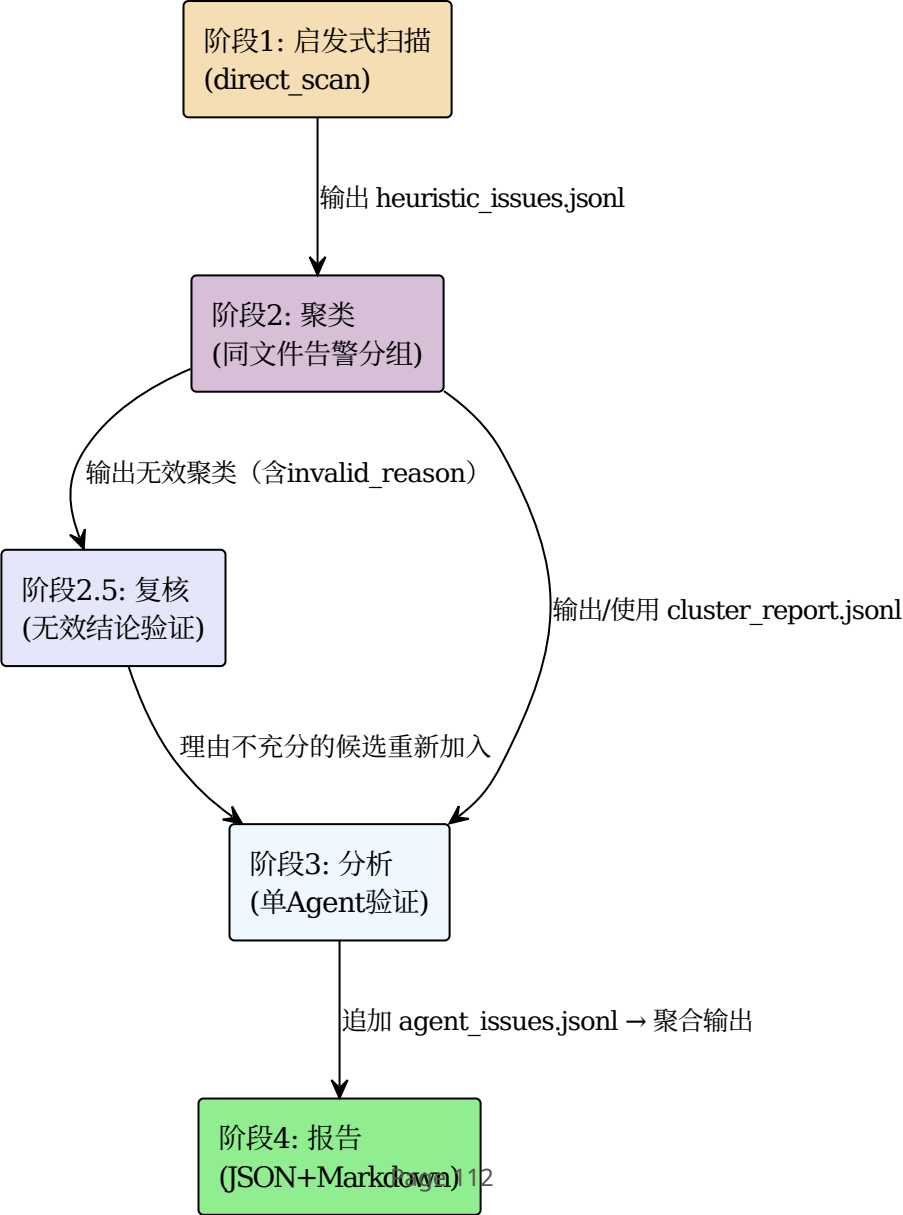 阶段1: 启发式扫描
(direct_scan)
输出 heuristic_issues.jsonl
阶段2: 聚类
(同文件告警分组)
输出无效聚类（含invalid_reason）
阶段2.5: 复核
(无效结论验证)
输出/使用 cluster_report.jsonl
理由不充分的候选重新加入
阶段3: 分析
(单Agent验证)
追加 agent_issues.jsonl → 聚合输出
阶段4: 报告
(JSON+Markdown)
Page 112